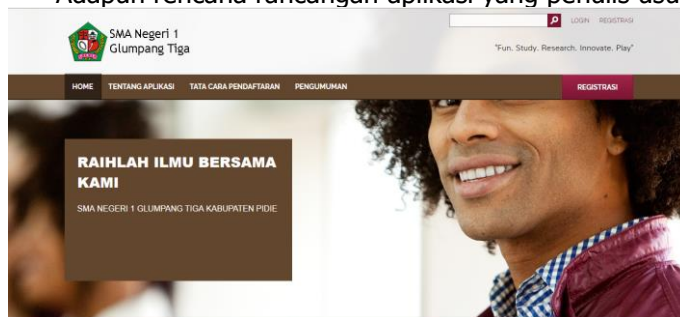 Adapun rencana rancangan aplikasi yang penulis usu
SMA Negeri 1
Glumpang Tiga
LOGIN REGISTRASI
"Fun. Study. Research. Innovate. Play"
HOME TENTANG APLIKASI TATA CARA PENDAFTARAN PENGUMUMAN REGISTRASI
RAIHLAH ILMU BERSAMA
KAMI
SMA NEGERI 1 GLUMPANG TIGA KABUPATEN PIDIE